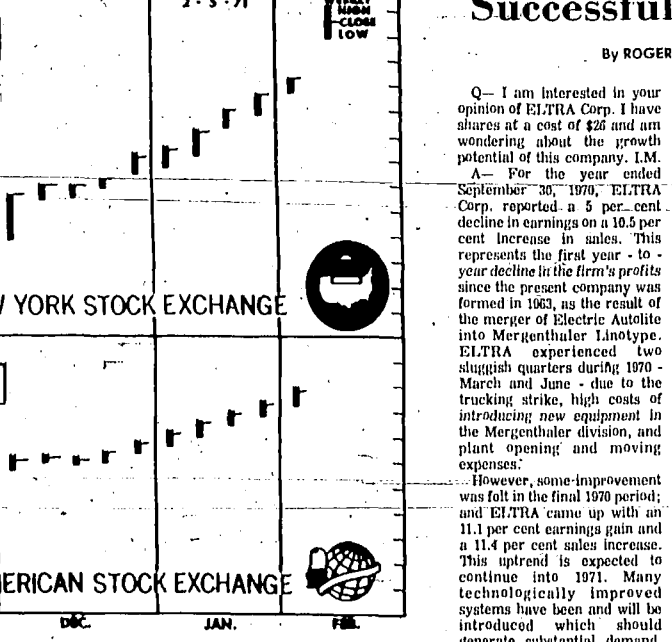 2-5-71
HIGH
CLOSE
LOW
YORK STOCK EXCHANGE
ERICAN STOCK EXCHANGE
DEC.
JAN.
FEB.
Successful
By ROGER
Q— I am interested in your
opinion of ELTRA Corp. I have
shares at a cost of $26 and am
wondering about the growth
potential of this company. I.M.
A— For the year ended
September 30, 1970, ELTRA
Corp. reported a 5 per cent
decline in earnings on a 10.5 per
cent increase in sales. This
represents the first year - to -
year decline in the firm's profits
since the present company was
formed in 1963, as the result of
the merger of Electric Autolite
into Mergenthaler Linotype.
ELTRA experienced two
sluggish quarters during 1970 -
March and June - due to the
trucking strike, high costs of
introducing new equipment in
the Mergenthaler division, and
plant opening and moving
expenses.
However, some improvement
was felt in the final 1970 period;
and ELTRA came up with an
11.1 per cent earnings gain and
a 11.4 per cent sales increase.
This uptrend is expected to
continue into 1971. Many
technologically improved
systems have been and will be
introduced which should
generate substantial demand